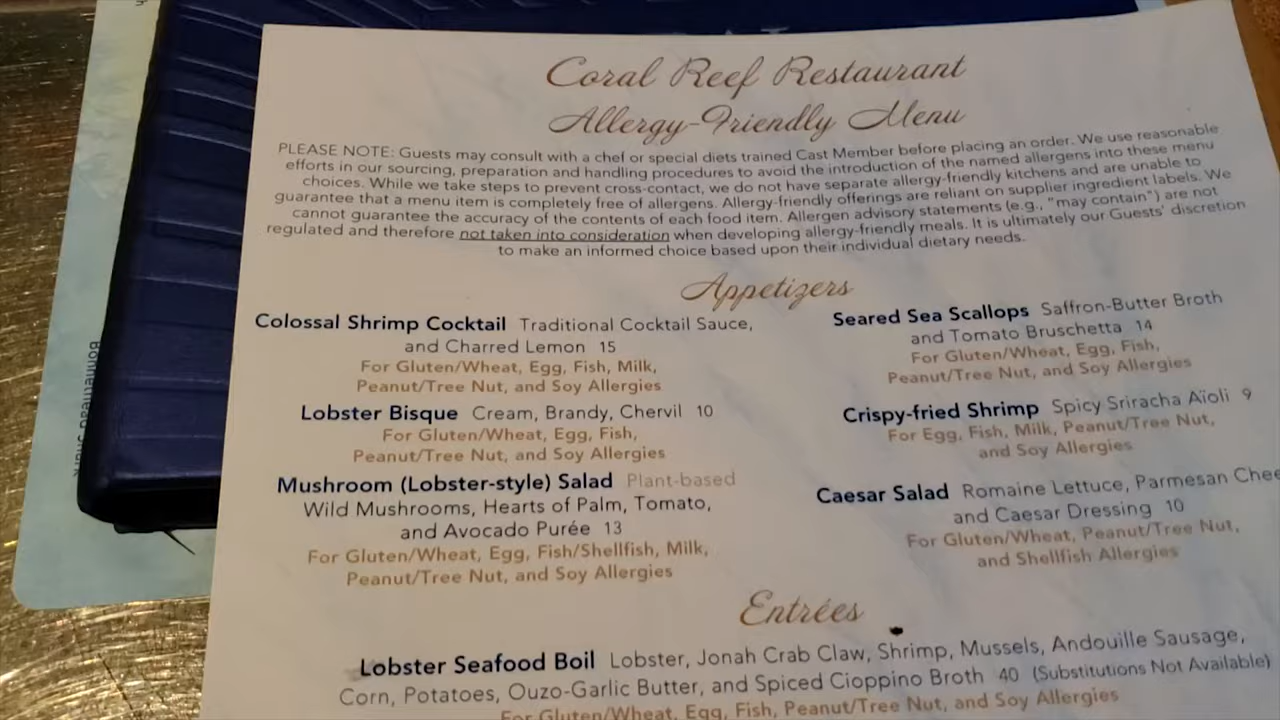 Coral Reef Restaurant
Allergy-Friendly Menu
PLEASE NOTE: Guests may consult with a chef or special diets trained Cast Member before placing an order. We use reasonable
efforts in our sourcing, preparation and handling procedures to avoid the introduction of the named allergens into these menu
choices. While we take steps to prevent cross-contact, we do not have separate allergy-friendly kitchens and are unable to
guarantee that a menu item is completely free of allergens. Allergy-friendly offerings are reliant on supplier ingredient labels. We
cannot guarantee the accuracy of the contents of each food item. Allergen advisory statements (e.g., "may contain") are not
regulated and therefore not taken into consideration when developing allergy-friendly meals. It is ultimately our Guests' discretion
to make an informed choice based upon their individual dietary needs.
Appetizers
Colossal Shrimp Cocktail Traditional Cocktail Sauce,
and Charred Lemon 15
For Gluten/Wheat, Egg, Fish, Milk,
Peanut/Tree Nut, and Soy Allergies
Lobster Bisque Cream, Brandy, Chervil 10
For Gluten/Wheat, Egg, Fish,
Peanut/Tree Nut, and Soy Allergies
Mushroom (Lobster-style) Salad Plant-based
Wild Mushrooms, Hearts of Palm, Tomato,
and Avocado Purée 13
For Gluten/Wheat, Egg, Fish/Shellfish, Milk,
Peanut/Tree Nut, and Soy Allergies
Seared Sea Scallops Saffron-Butter Broth
and Tomato Bruschetta 14
For Gluten/Wheat, Egg, Fish,
Peanut/Tree Nut, and Soy Allergies
Crispy-fried Shrimp Spicy Sriracha Aïoli 9
For Egg, Fish, Milk, Peanut/Tree Nut,
and Soy Allergies
Caesar Salad Romaine Lettuce, Parmesan Chee
and Caesar Dressing 10
For Gluten/Wheat, Peanut/Tree Nut,
and Shellfish Allergies
Entrées
Lobster Seafood Boil Lobster, Jonah Crab Claw, Shrimp, Mussels, Andouille Sausage,
Corn, Potatoes, Ouzo-Garlic Butter, and Spiced Cioppino Broth 40 (Substitutions Not Available)
For Gluten/Wheat, Egg, Fish, Peanut/Tree Nut, and Soy Allergies
Bonnethead Shark